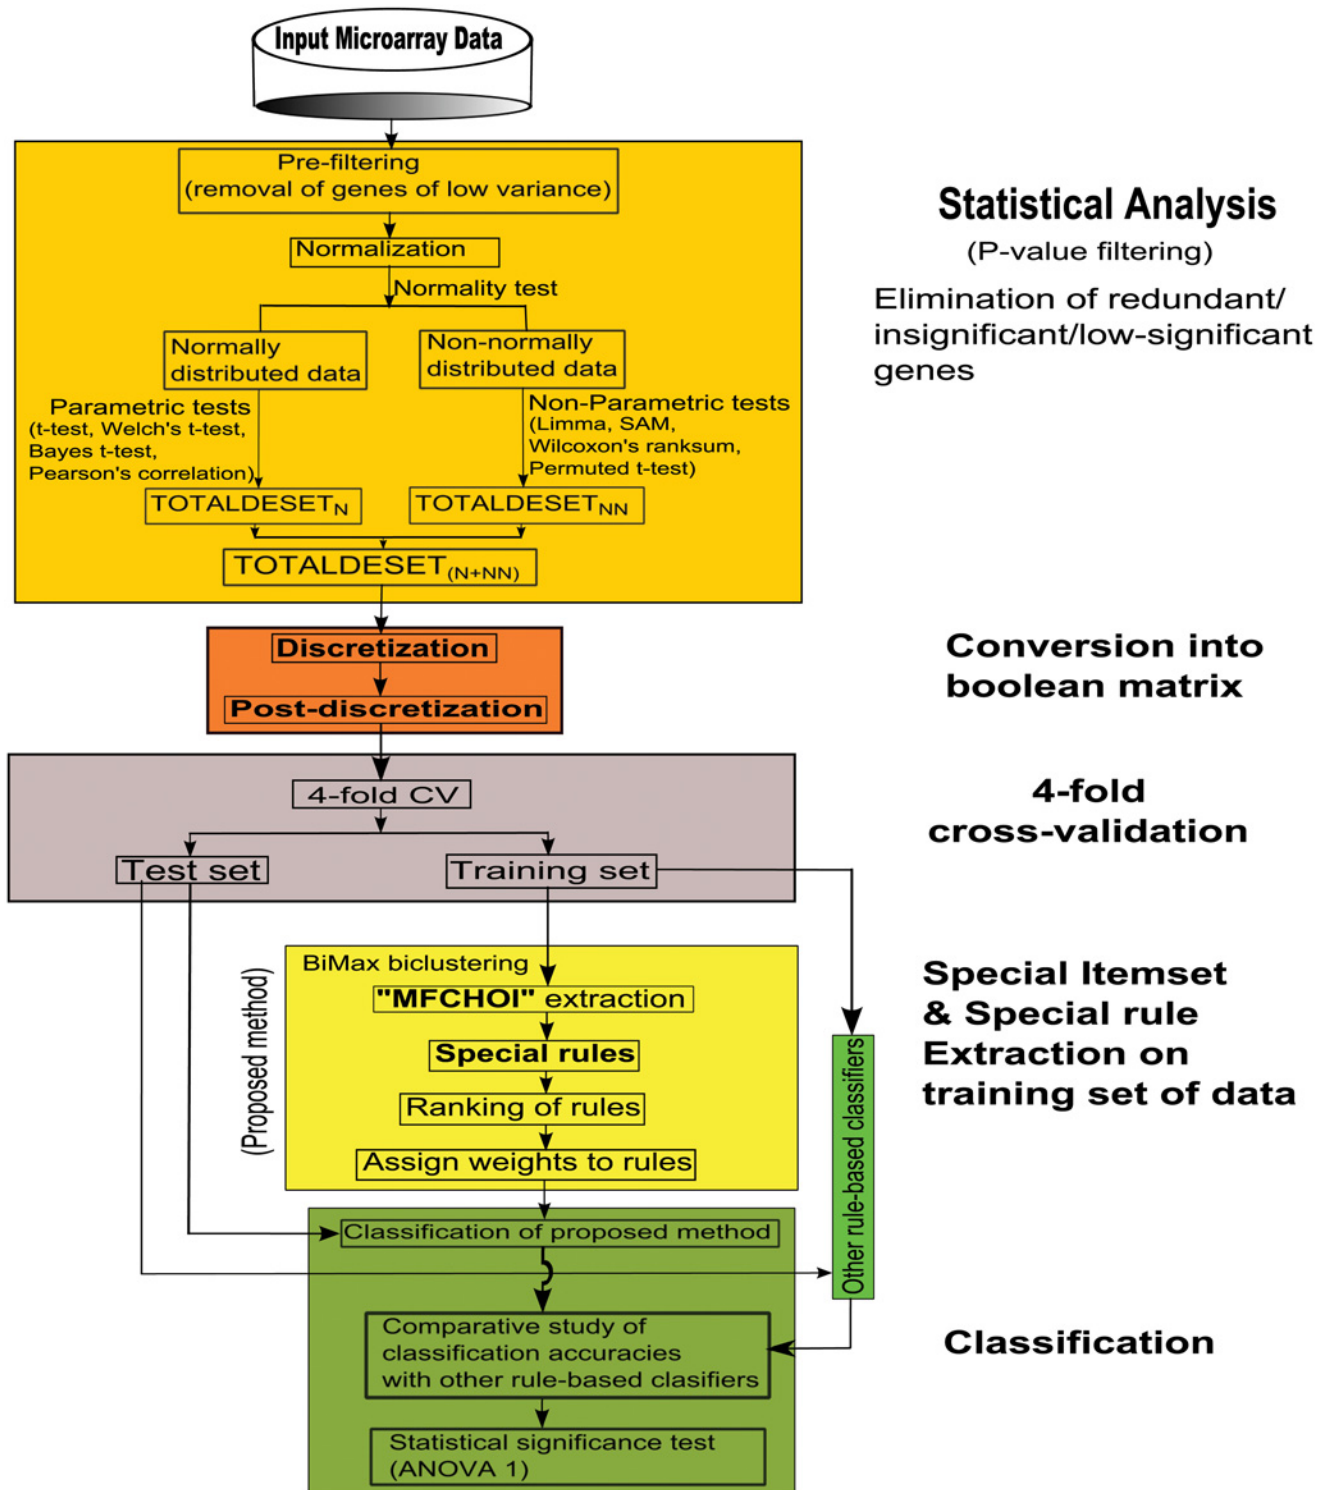 Input Microarray Data
Pre-filtering
(removal of genes of low variance)
Normalization
Normality test
Normally
distributed data
Non-normally
distributed data
Parametric tests
(t-test, Welch's t-test,
Bayes t-test,
Pearson's correlation)
Non-Parametric tests
(Limma, SAM,
Wilcoxon's ranksum,
Permuted t-test)
TOTALDESETN
TOTALDESETNN
TOTALDESET(N+NN)
Statistical Analysis
(P-value filtering)
Elimination of redundant/
insignificant/low-significant
genes
Discretization
Post-discretization
Conversion into
boolean matrix
4-fold CV
Test set
Training set
4-fold
cross-validation
(Proposed method)
BiMax biclustering
"MFCHOI" extraction
Special rules
Ranking of rules
Assign weights to rules
Other rule-based classifiers
Special Itemset
& Special rule
Extraction on
training set of data
Classification of proposed method
Comparative study of
classification accuracies
with other rule-based clasifiers
Statistical significance test
(ANOVA 1)
Classification